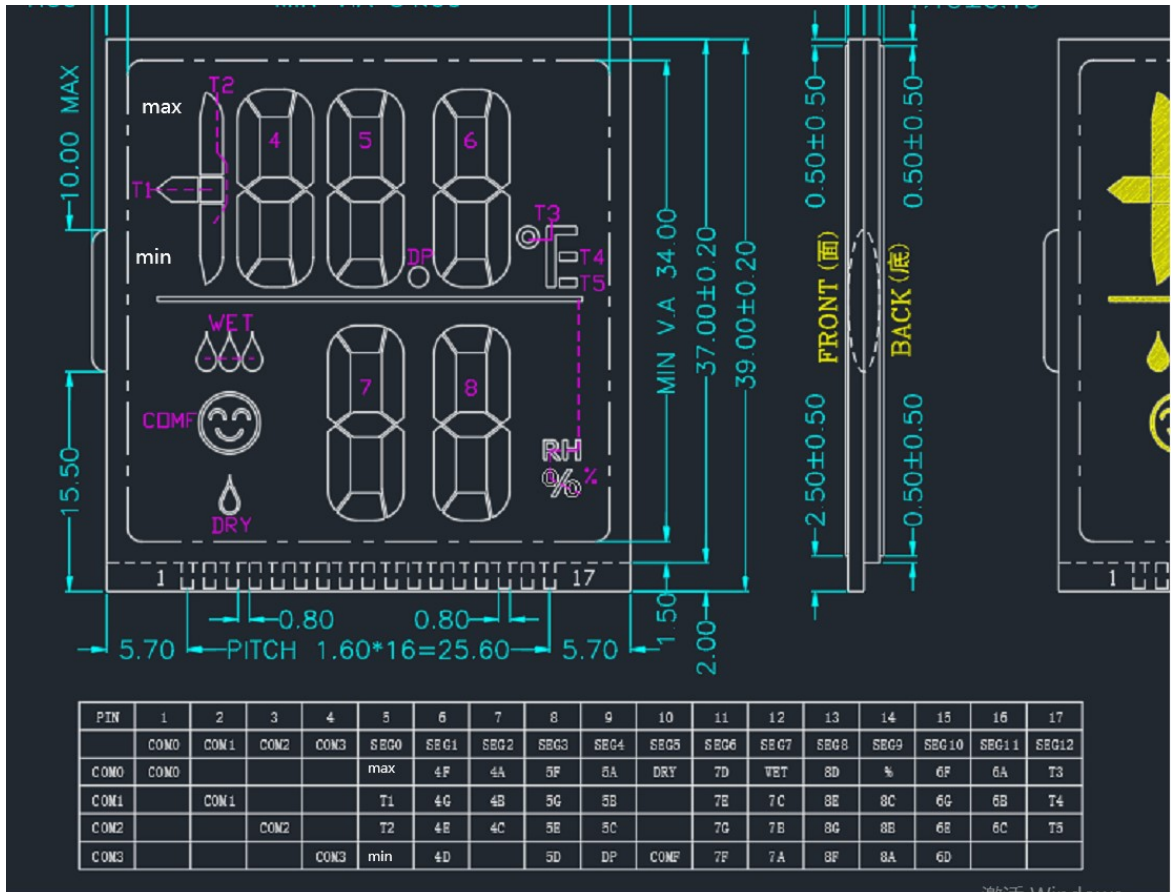 10.00 MAX
15.50
max
min
T2
T1
4
5
6
T3
T4
T5
DP
WET
COMF
DRY
7
8
RH
%
%
1
17
0.80
0.80
5.70
PITCH 1.60*16=25.60
5.70
1.50
2.00
MIN V.A 34.00
37.00±0.20
39.00±0.20
0.50±0.50
0.50±0.50
FRONT(面)
BACK(底)
2.50±0.50
0.50±0.50
1
PIN 1 2 3 4 5 6 7 8 9 10 11 12 13 14 15 16 17
COM0 COM1 COM2 COM3 SEG0 SEG1 SEG2 SEG3 SEG4 SEG5 SEG6 SEG7 SEG8 SEG9 SEG10 SEG11 SEG12
COM0 COM0 max 4F 4A 5F 5A DRY 7D WET 8D % 6F 6A T3
COM1 COM1 T1 4G 4B 5G 5B 7E 7C 8E 8C 6G 6B T4
COM2 COM2 T2 4E 4C 5E 5C 7G 7B 8G 8B 6E 6C T5
COM3 COM3 min 4D 5D DP COMF 7F 7A 8F 8A 6D